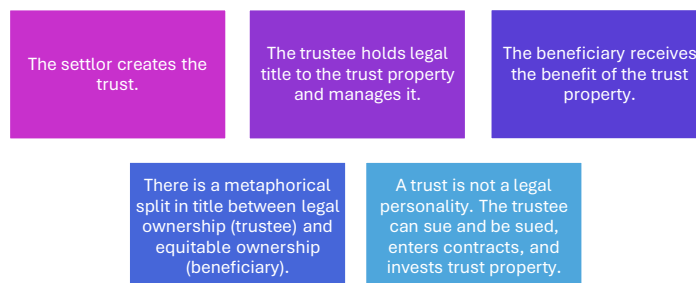 The settlor creates the
trust.
The trustee holds legal
title to the trust property
and manages it.
The beneficiary receives
the benefit of the trust
property.
There is a metaphorical
split in title between legal
ownership (trustee) and
equitable ownership
(beneficiary).
A trust is not a legal
personality. The trustee
can sue and be sued,
enters contracts, and
invests trust property.